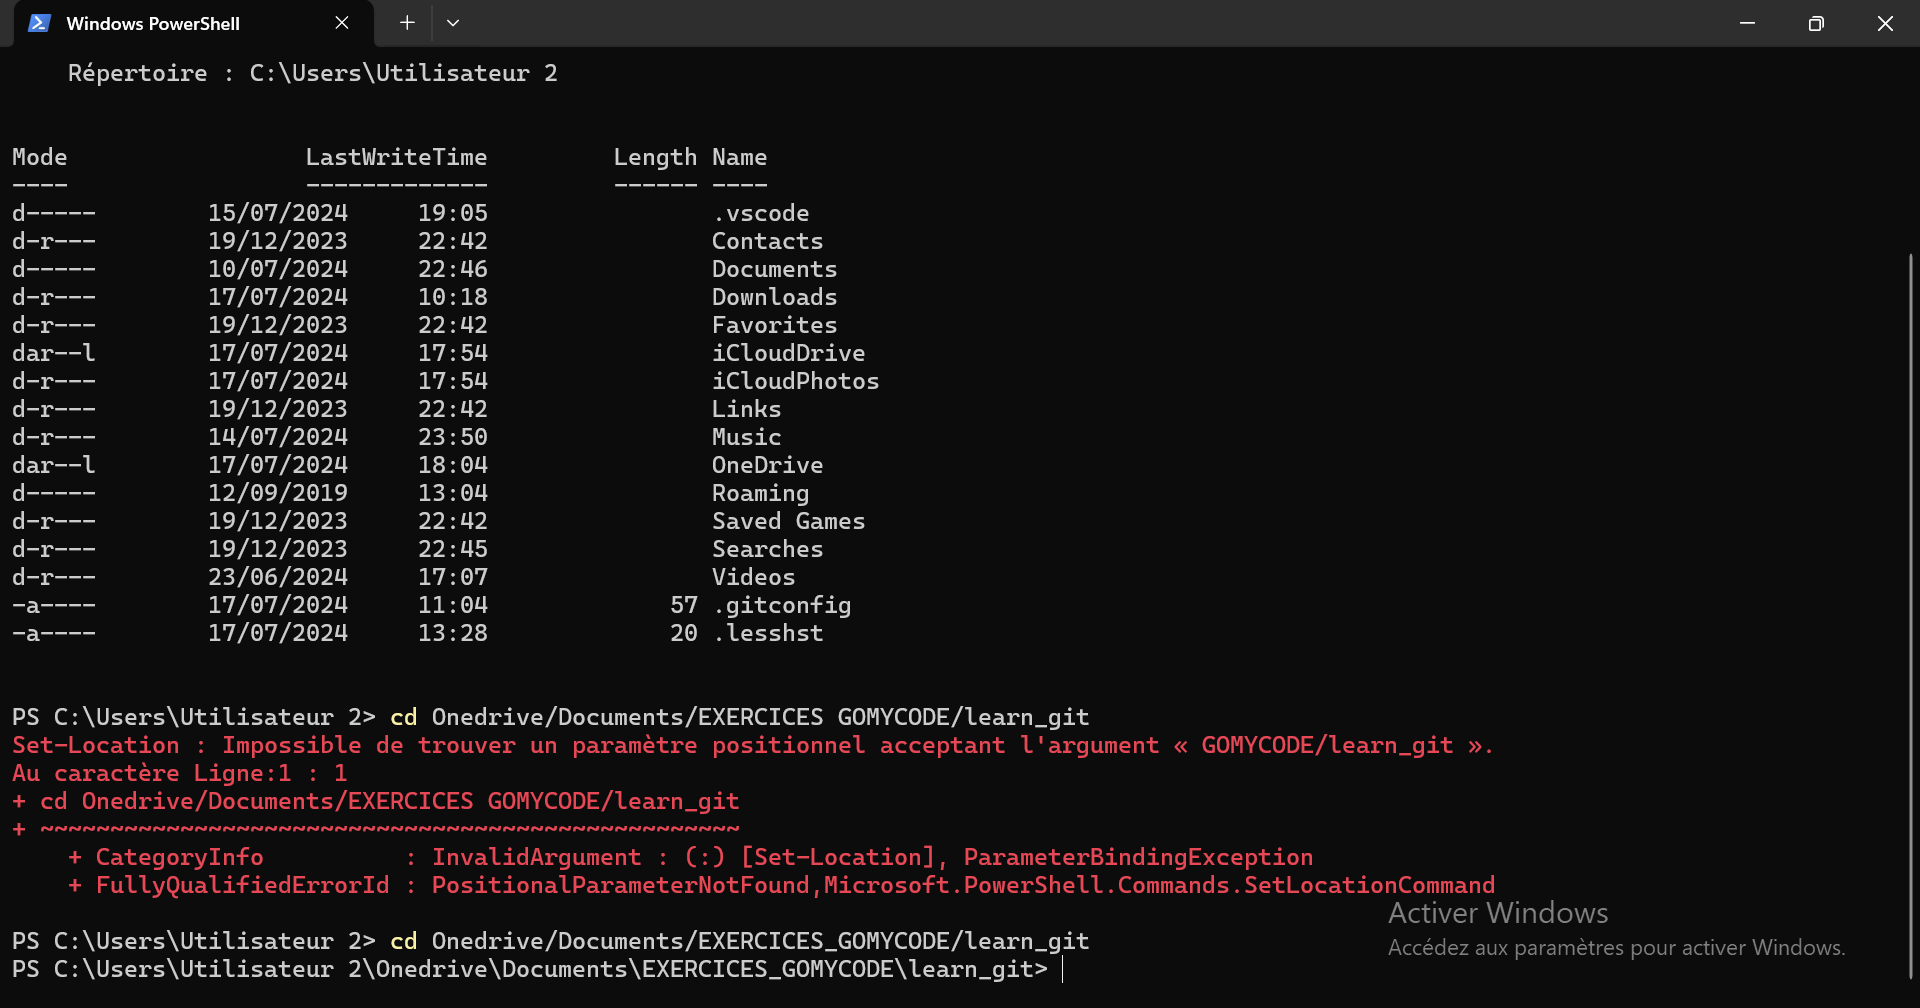 Windows PowerShell
Répertoire : C:\Users\Utilisateur 2
Mode                 LastWriteTime         Length Name
----                 -------------         ------ ----
d-----        15/07/2024     19:05                .vscode
d-r---        19/12/2023     22:42                Contacts
d-----        10/07/2024     22:46                Documents
d-r---        17/07/2024     10:18                Downloads
d-r---        19/12/2023     22:42                Favorites
dar--l        17/07/2024     17:54                iCloudDrive
d-r---        17/07/2024     17:54                iCloudPhotos
d-r---        19/12/2023     22:42                Links
d-r---        14/07/2024     23:50                Music
dar--l        17/07/2024     18:04                OneDrive
d-----        12/09/2019     13:04                Roaming
d-r---        19/12/2023     22:42                Saved Games
d-r---        19/12/2023     22:45                Searches
d-r---        23/06/2024     17:07                Videos
-a----        17/07/2024     11:04             57 .gitconfig
-a----        17/07/2024     13:28             20 .lesshst
PS C:\Users\Utilisateur 2> cd Onedrive/Documents/EXERCICES GOMYCODE/learn_git
Set-Location : Impossible de trouver un paramètre positionnel acceptant l'argument « GOMYCODE/learn_git ».
Au caractère Ligne:1 : 1
+ cd Onedrive/Documents/EXERCICES GOMYCODE/learn_git
+ ~~~~~~~~~~~~~~~~~~~~~~~~~~~~~~~~~~~~~~~~~~~~~~~~~~
    + CategoryInfo          : InvalidArgument : (:) [Set-Location], ParameterBindingException
    + FullyQualifiedErrorId : PositionalParameterNotFound,Microsoft.PowerShell.Commands.SetLocationCommand
PS C:\Users\Utilisateur 2> cd Onedrive/Documents/EXERCICES_GOMYCODE/learn_git
PS C:\Users\Utilisateur 2\Onedrive\Documents\EXERCICES_GOMYCODE\learn_git>
Activer Windows
Accédez aux paramètres pour activer Windows.